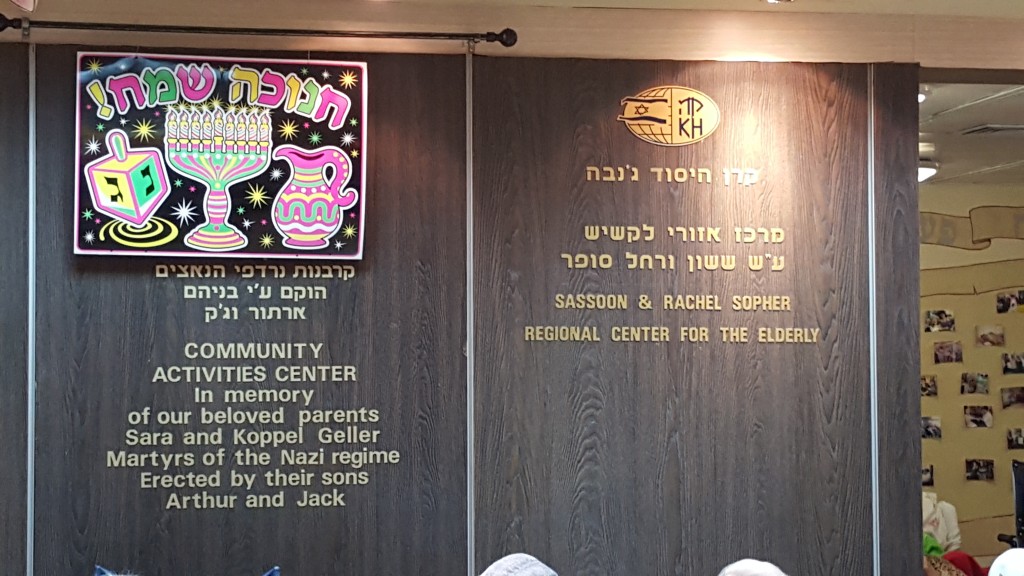 חנוכה שמח!
נ
ג
קרבנות נרדפי הנאצים
הוקם ע'י בניהם
ארתור וג'ק
COMMUNITY
ACTIVITIES CENTER
In memory
of our beloved parents
Sara and Koppel Geller
Martyrs of the Nazi regime
Erected by their sons
Arthur and Jack
KH
קרן היסוד ג'נבה
מרכז אזורי לקשיש
ע"ש ששון ורחל סופר
SASSOON & RACHEL SOPHER
REGIONAL CENTER FOR THE ELDERLY